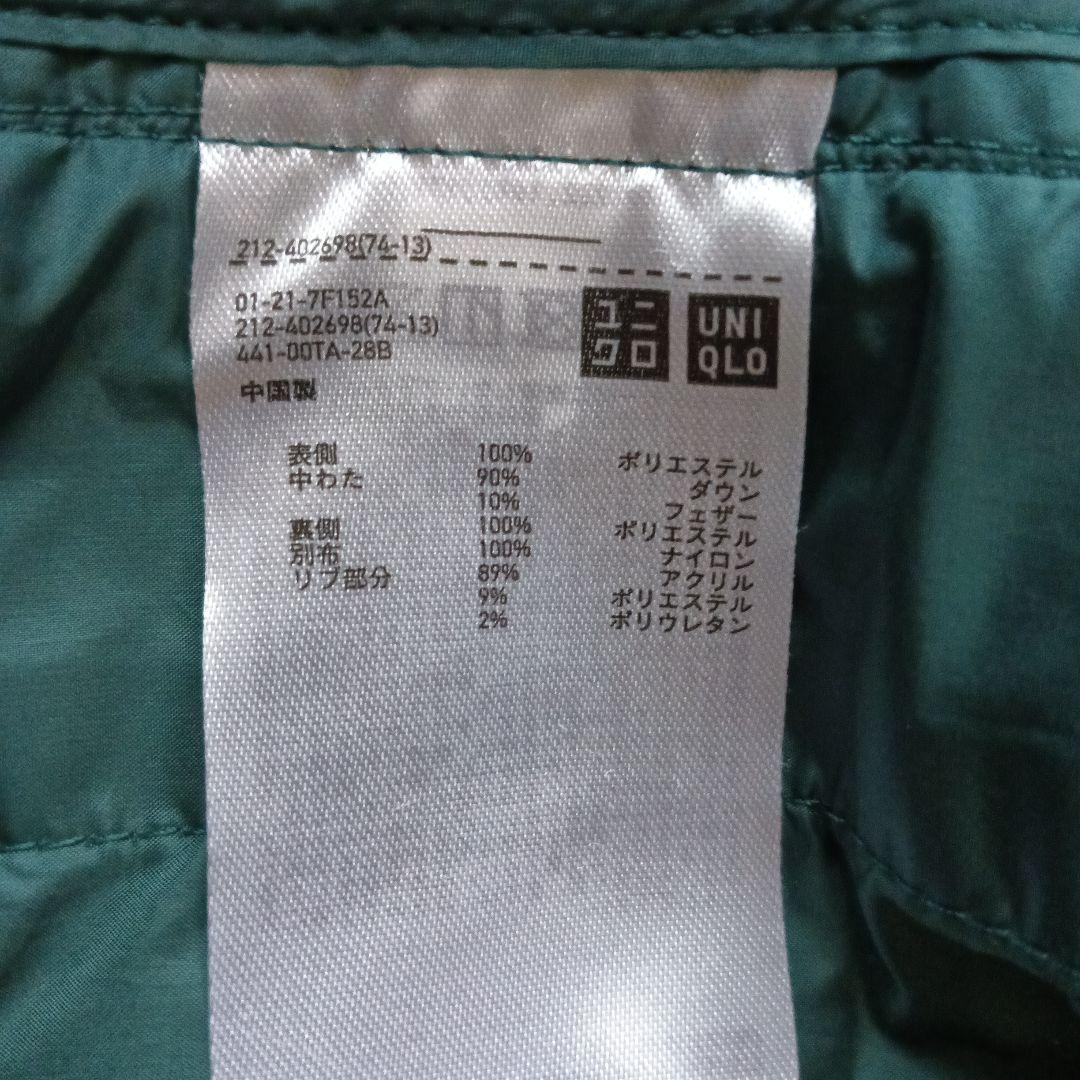 212-402698(74-13)
01-21-7F152A
212-402698(74-13)
441-00TA-28B
中国製
ユニ
クロ
UNI
QLO
表側 100% ポリエステル
中わた 90% ダウン
10% フェザー
裏側 100% ポリエステル
別布 100% ナイロン
リブ部分 89% アクリル
9% ポリエステル
2% ポリウレタン